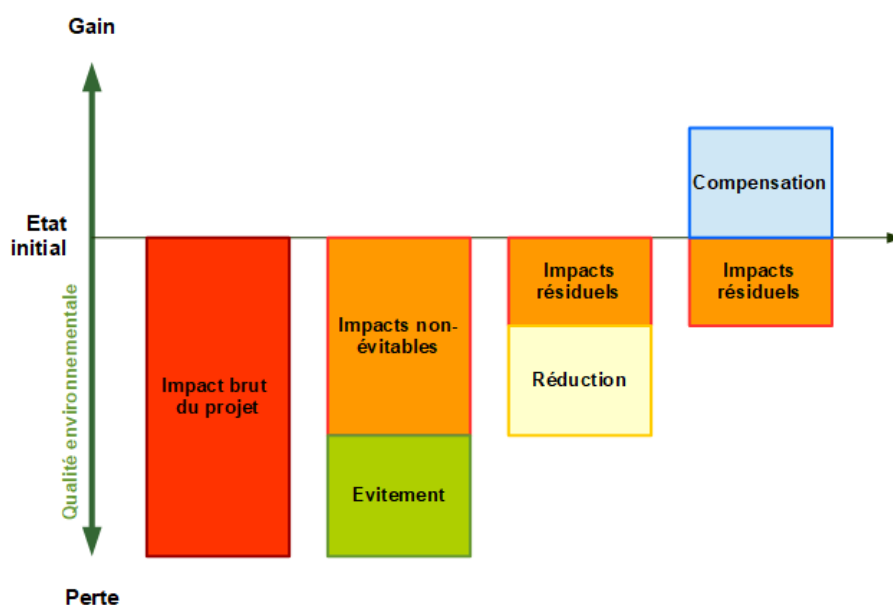 Gain
Compensation
Etat
initial
Impacts
résiduels
Impacts
résiduels
Impacts non-
évitables
Réduction
Impact brut
du projet
Qualité environnementale
Evitement
Perte